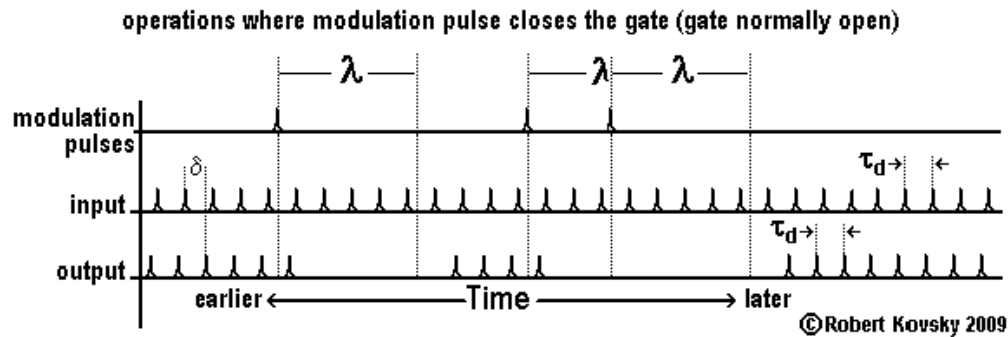 operations where modulation pulse closes the gate (gate normally open)
λ λ λ
modulation
pulses
δ τd
input
τd
output
earlier Time later
©Robert Kovsky 2009